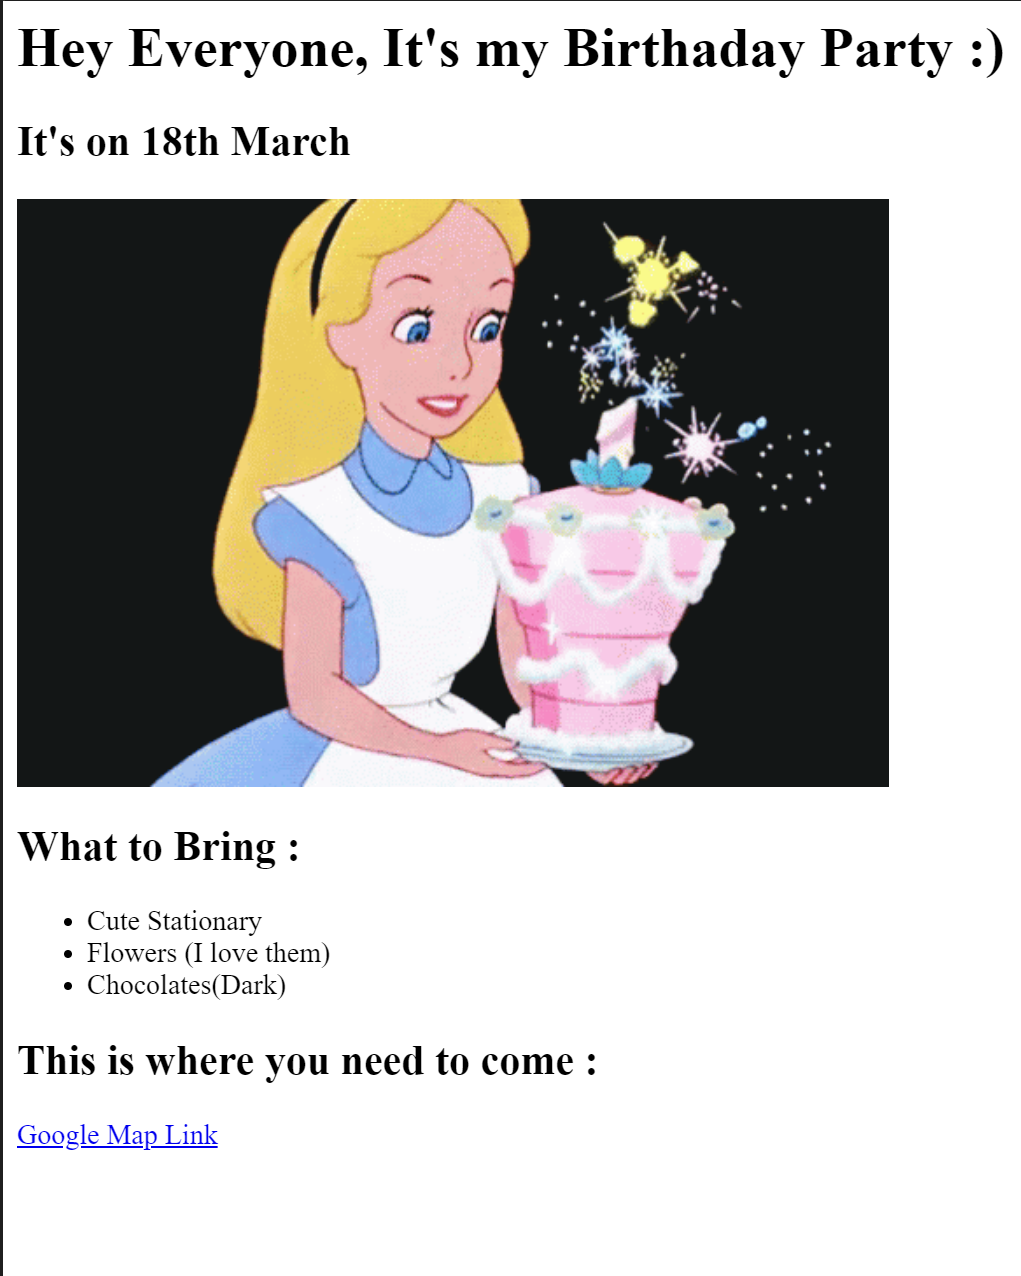 Hey Everyone, It's my Birthaday Party :)
It's on 18th March
What to Bring :
Cute Stationary
Flowers (I love them)
Chocolates(Dark)
This is where you need to come :
Google Map Link